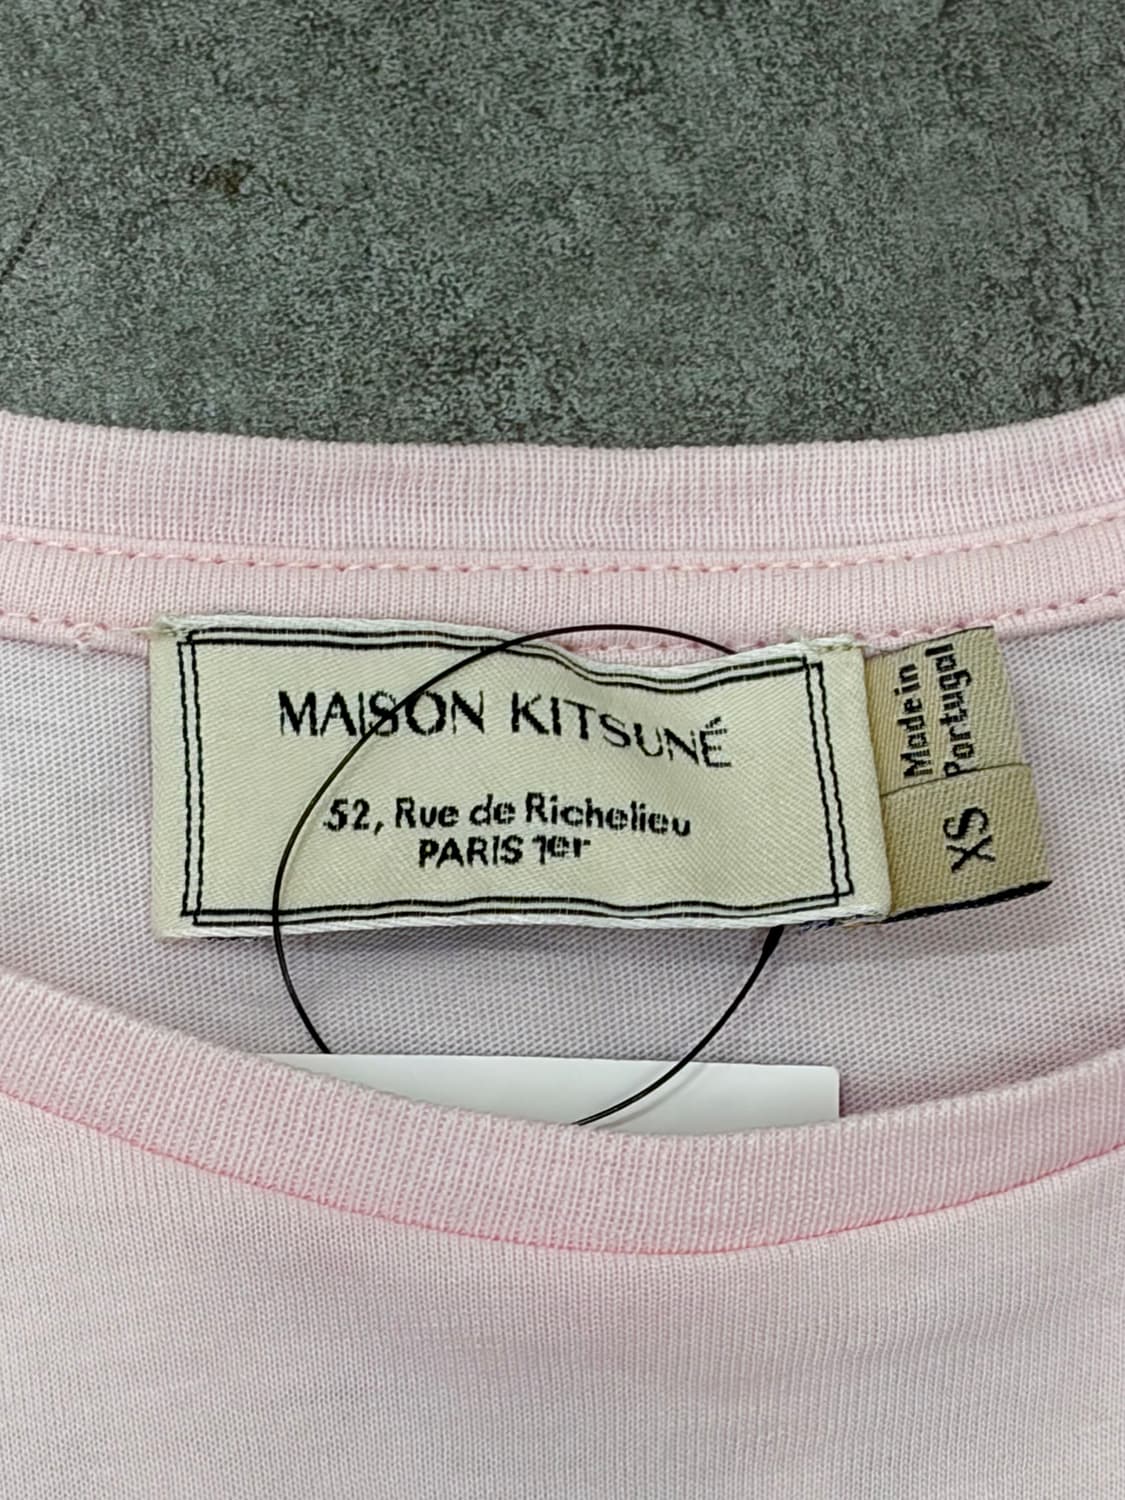 MAISON KITSUNÉ
52, Rue de Richelieu
PARIS 1er
Made in
Portugal
XS